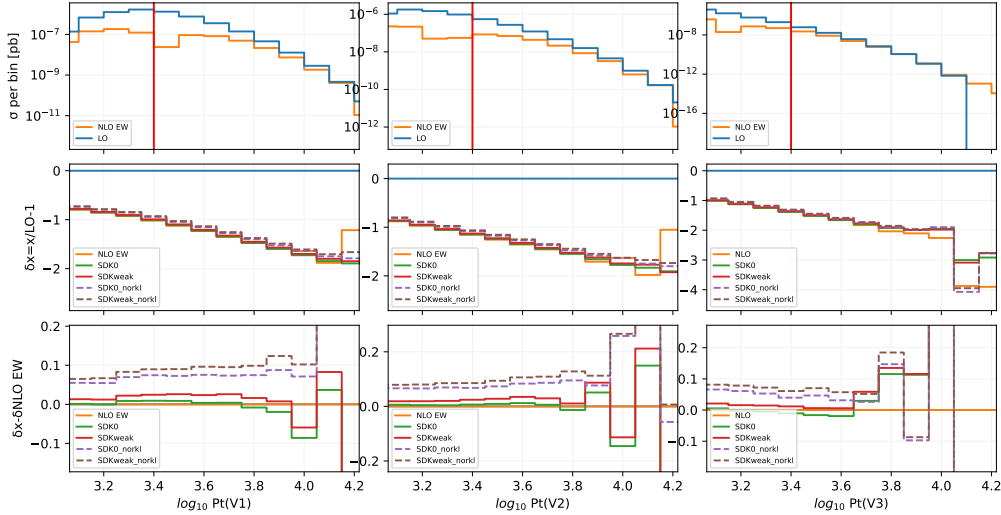 σ per bin [pb]
10⁻⁷
10⁻⁹
10⁻¹¹
NLO EW
LO
10⁻⁶
10⁻⁸
10⁻¹⁰
10⁻¹²
NLO EW
LO
10⁻⁸
10⁻¹²
10⁻¹⁶
NLO EW
LO
δx=x/LO-1
0
−1
−2
NLO EW
SDK0
SDKweak
SDK0_norkl
SDKweak_norkl
0
−1
−2
NLO EW
SDK0
SDKweak
SDK0_norkl
SDKweak_norkl
0
−1
−2
−3
−4
NLO
SDK0
SDKweak
SDK0_norkl
SDKweak_norkl
δx-δNLO EW
0.2
0.1
0.0
−0.1
NLO EW
SDK0
SDKweak
SDK0_norkl
SDKweak_norkl
0.2
0.0
−0.2
NLO EW
SDK0
SDKweak
SDK0_norkl
SDKweak_norkl
0.2
0.1
0.0
−0.1
NLO
SDK0
SDKweak
SDK0_norkl
SDKweak_norkl
3.2 3.4 3.6 3.8 4.0 4.2
3.2 3.4 3.6 3.8 4.0 4.2
3.2 3.4 3.6 3.8 4.0 4.2
log₁₀ Pt(V1)
log₁₀ Pt(V2)
log₁₀ Pt(V3)